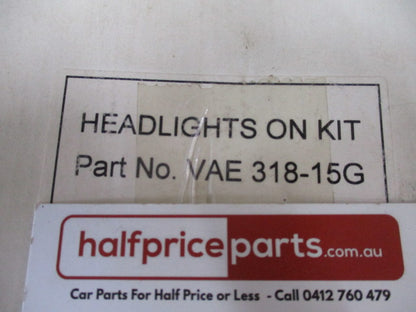 HEADLIGHTS ON KIT
Part No. VAE 318-15G
halfpriceparts.com.au
Car Parts For Half Price or Less - Call 0412 760 479